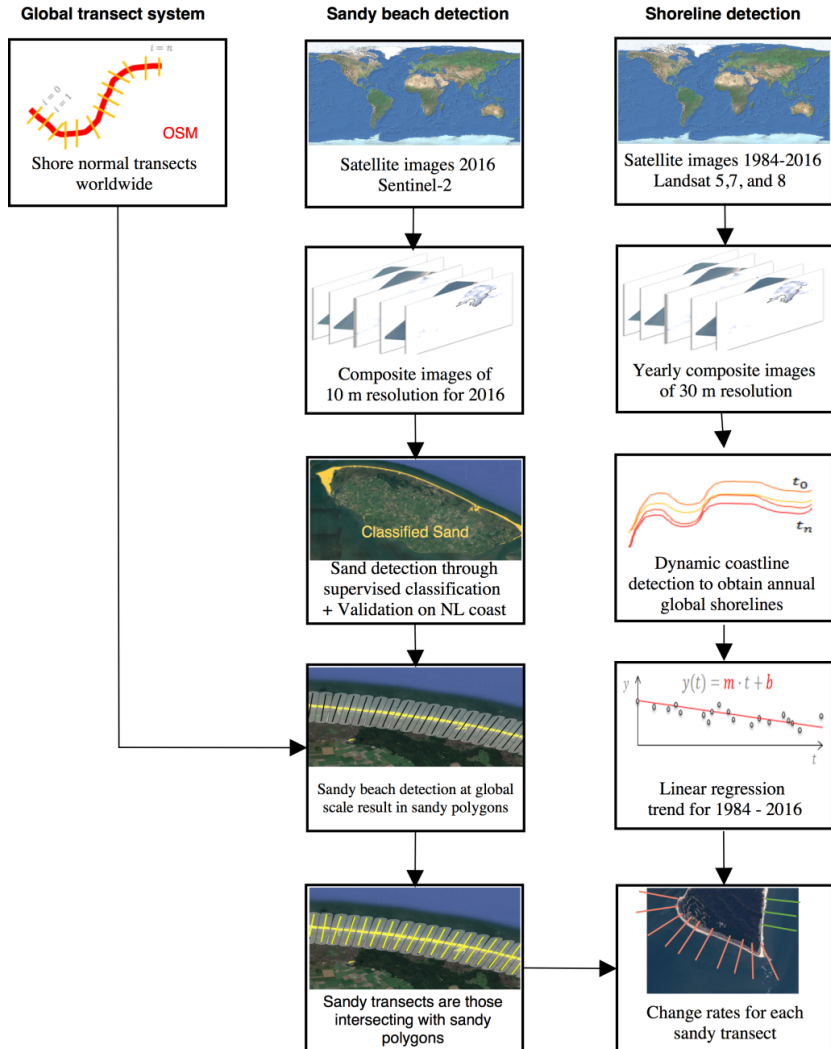 Global transect system
i = n
i = 0
i = 1
OSM
Shore normal transects
worldwide
Sandy beach detection
Satellite images 2016
Sentinel-2
Composite images of
10 m resolution for 2016
Classified Sand
Sand detection through
supervised classification
+ Validation on NL coast
Sandy beach detection at global
scale result in sandy polygons
Sandy transects are those
intersecting with sandy
polygons
Shoreline detection
Satellite images 1984-2016
Landsat 5,7, and 8
Yearly composite images
of 30 m resolution
t₀
tₙ
Dynamic coastline
detection to obtain annual
global shorelines
y(t) = m · t + b
y
t
Linear regression
trend for 1984 - 2016
Change rates for each
sandy transect